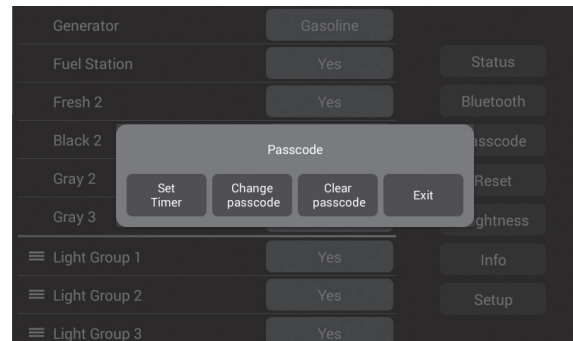 Generator Gasoline
Fuel Station Yes Status
Fresh 2 Yes Bluetooth
Black 2 asscode
Passcode
Gray 2 Reset
Set Timer Change passcode Clear passcode Exit
Gray 3 ghtness
Light Group 1 Yes Info
Light Group 2 Yes Setup
Light Group 3 Yes